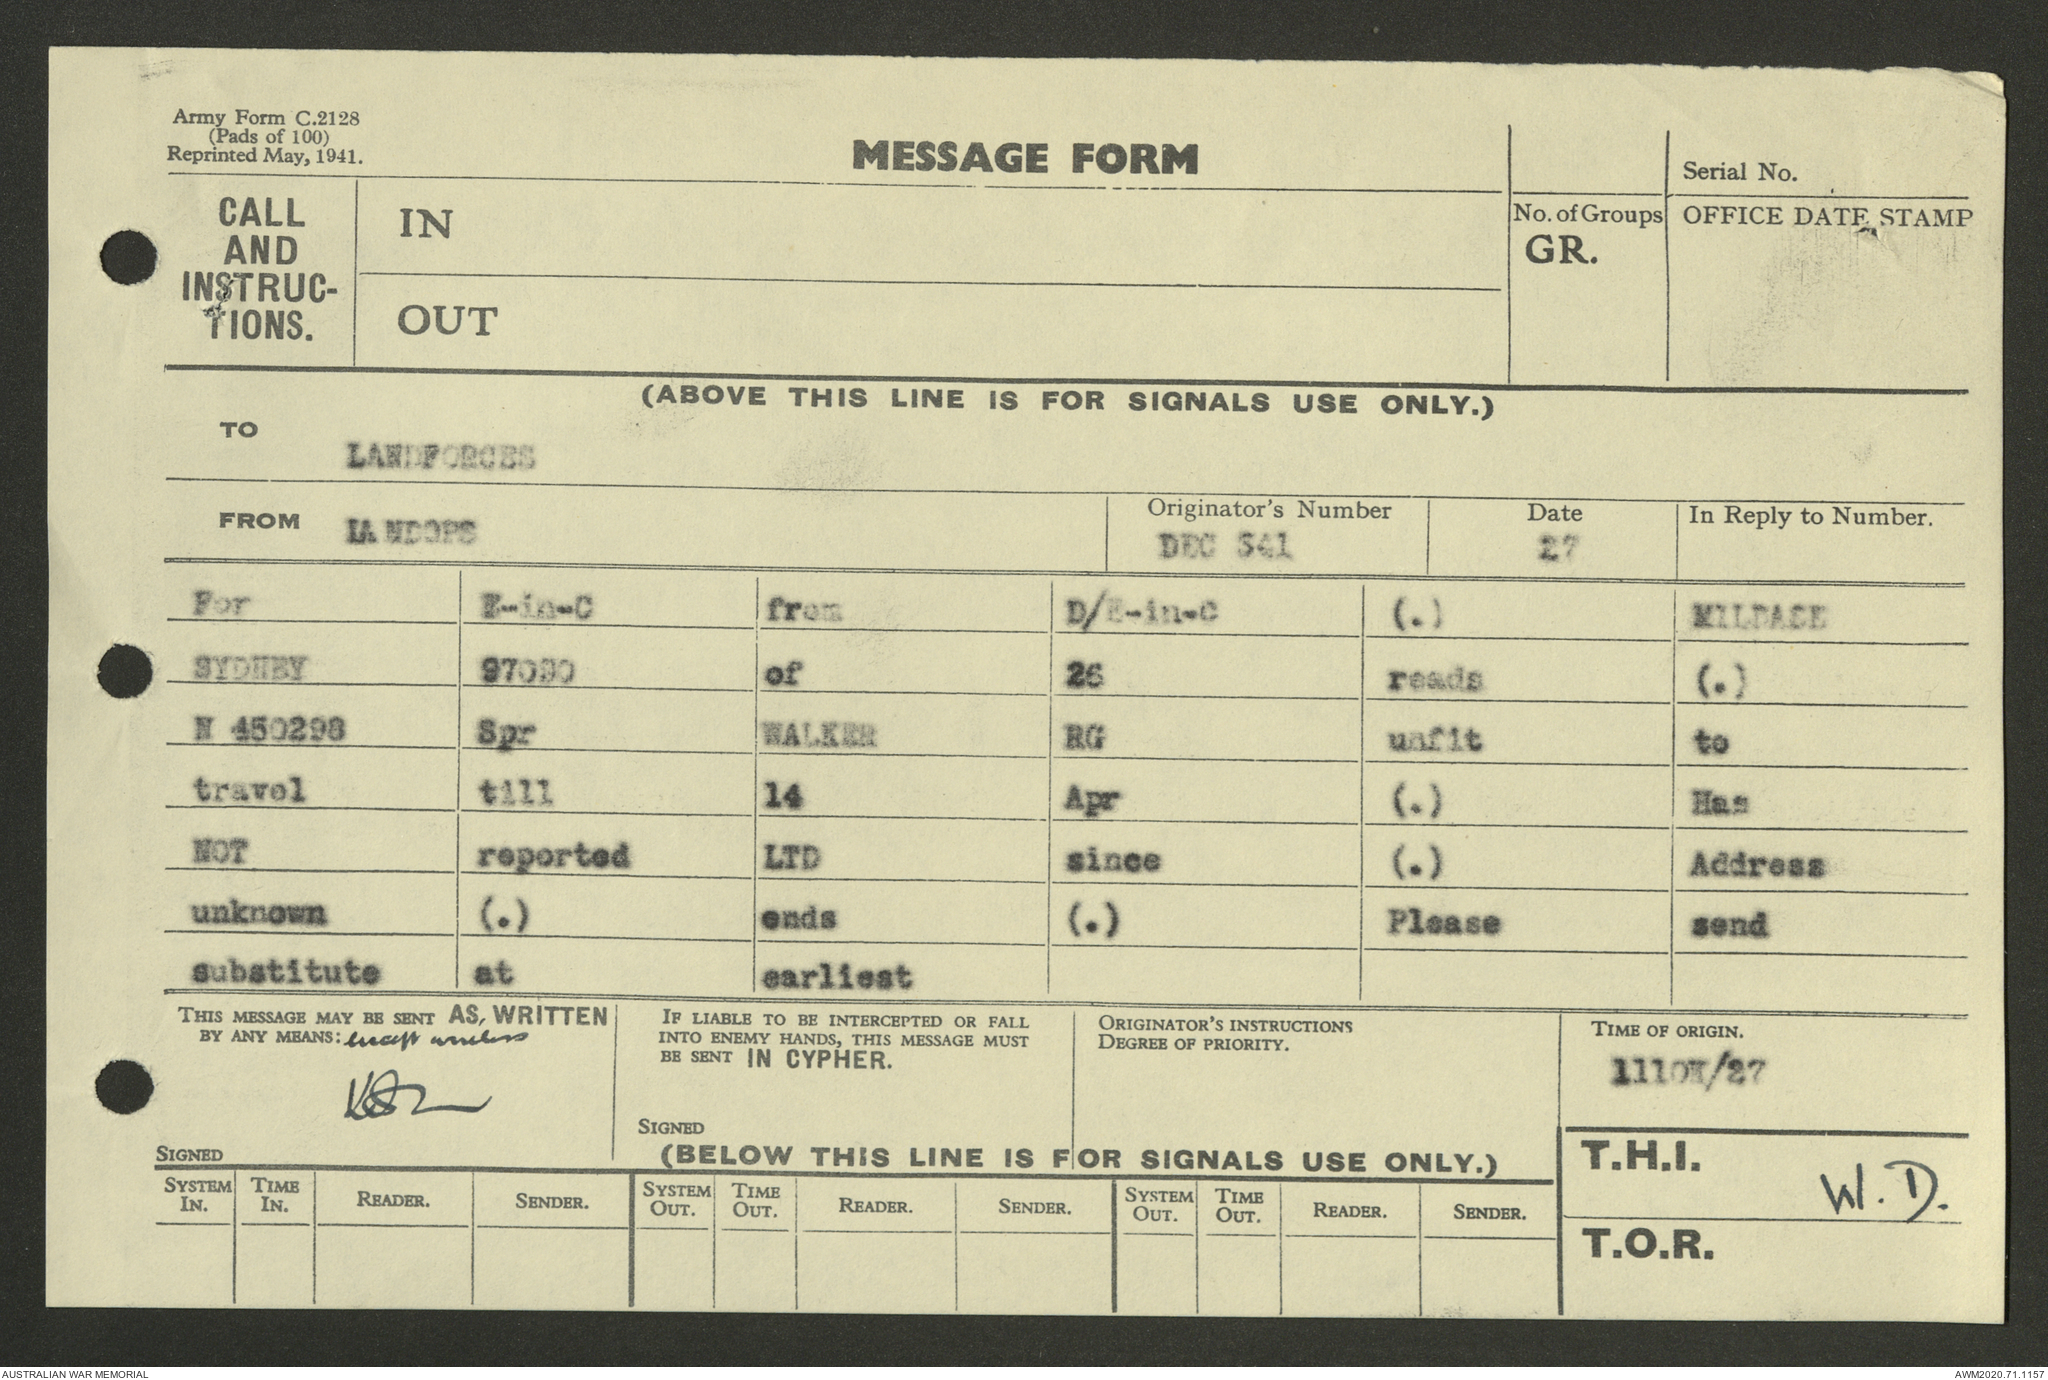 Army Form C.2128
(Pads of 100)
Reprinted May, 1941.
MESSAGE FORM
Serial No.
CALL AND INSTRUC-TIONS.
IN
OUT
No. of Groups
GR.
OFFICE DATE STAMP
(ABOVE THIS LINE IS FOR SIGNALS USE ONLY.)
TO LANDFORCES
FROM LANDOPS
Originator's Number DEC 541
Date 27
In Reply to Number.
For E-in-C from D/E-in-C (.) MILBASE
SYDNEY 97090 of 26 reads (.)
N 450298 Spr WALKER RG unfit to
travel till 14 Apr (.) Has
NOT reported LTD since (.) Address
unknown (.) ends (.) Please send
substitute at earliest
THIS MESSAGE MAY BE SENT AS WRITTEN
BY ANY MEANS: except wireless
SIGNED
IF LIABLE TO BE INTERCEPTED OR FALL
INTO ENEMY HANDS, THIS MESSAGE MUST
BE SENT IN CYPHER.
SIGNED
ORIGINATOR'S INSTRUCTIONS
DEGREE OF PRIORITY.
TIME OF ORIGIN.
1110K/27
(BELOW THIS LINE IS FOR SIGNALS USE ONLY.)
T.H.I. W.D.
T.O.R.
SYSTEM IN. TIME IN. READER. SENDER. SYSTEM OUT. TIME OUT. READER. SENDER. SYSTEM OUT. TIME OUT. READER. SENDER.
AUSTRALIAN WAR MEMORIAL
AWM2020.71.1157